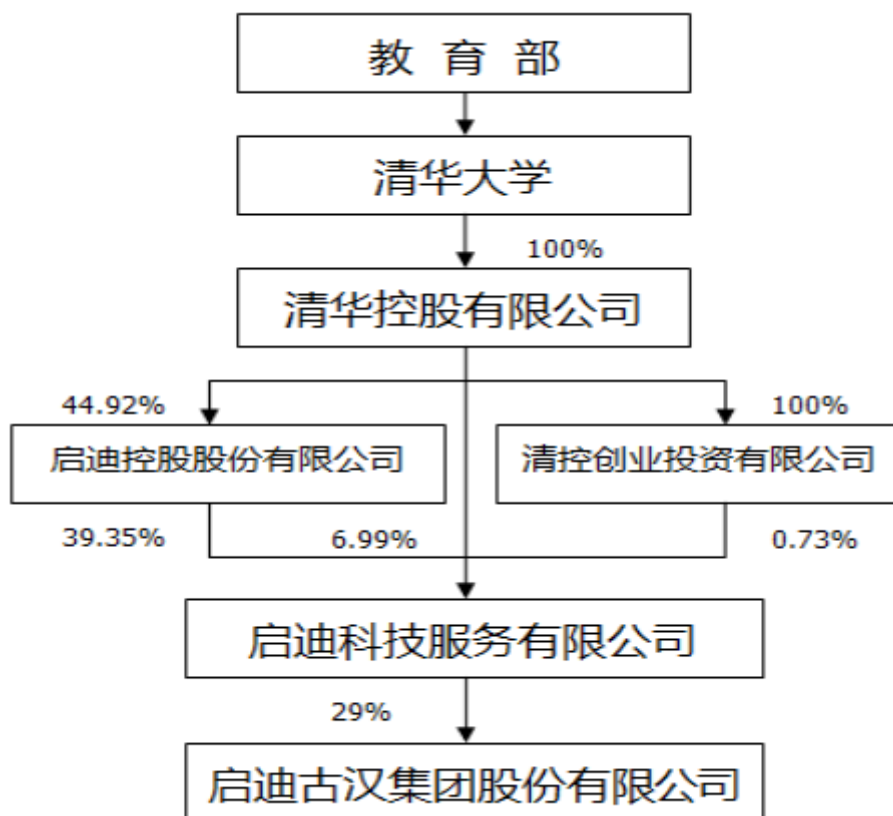 教 育 部
清华大学
100%
清华控股有限公司
44.92%
100%
启迪控股股份有限公司
清控创业投资有限公司
39.35%
6.99%
0.73%
启迪科技服务有限公司
29%
启迪古汉集团股份有限公司